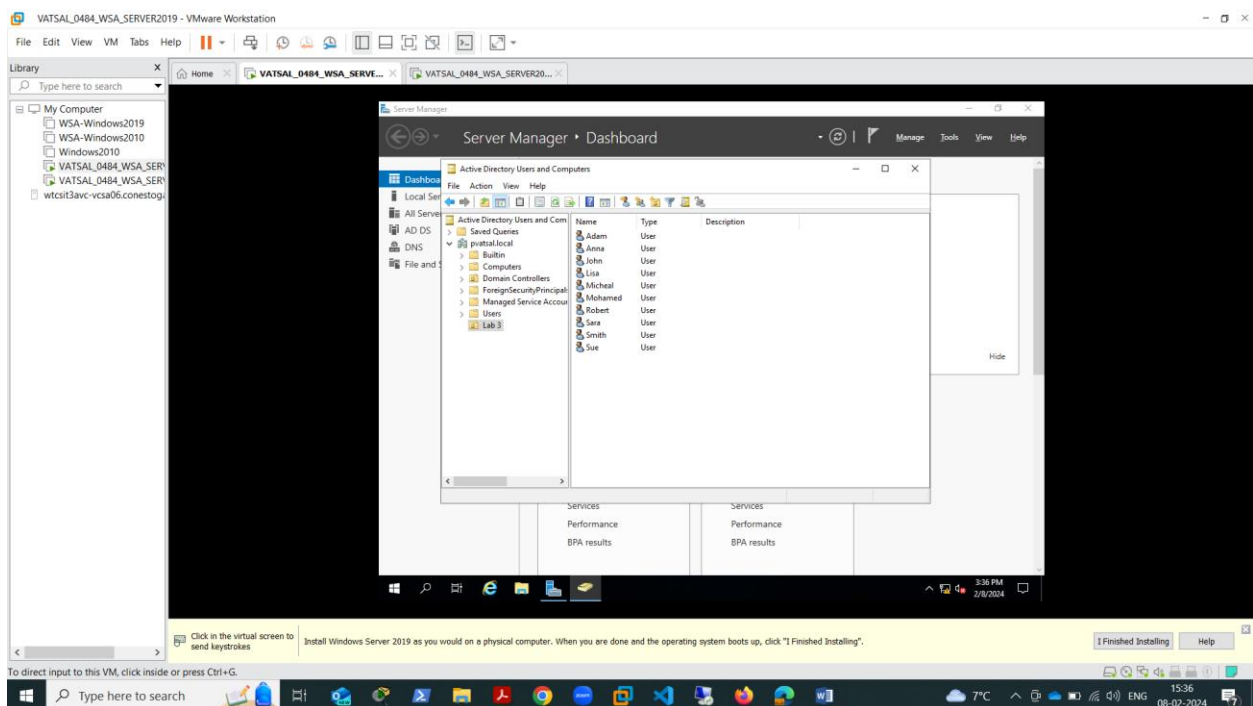 VATSAL_0484_WSA_SERVER2019 - VMware Workstation
File Edit View VM Tabs Help
Library
Type here to search
My Computer
WSA-Windows2019
WSA-Windows2010
Windows2010
VATSAL_0484_WSA_SER
VATSAL_0484_WSA_SER
wtcsit3avc-vcsa06.conestoga
Home
VATSAL_0484_WSA_SERVE...
VATSAL_0484_WSA_SERVER20...
Server Manager
Server Manager • Dashboard
Manage Tools View Help
Dashboa
Local Ser
All Serve
AD DS
DNS
File and S
Active Directory Users and Computers
File Action View Help
Active Directory Users and Com
Saved Queries
pvatsal.local
Builtin
Computers
Domain Controllers
ForeignSecurityPrincipals
Managed Service Accour
Users
Lab 3
Name Type Description
Adam User
Anna User
John User
Lisa User
Micheal User
Mohamed User
Robert User
Sara User
Smith User
Sue User
Hide
Services Services
Performance Performance
BPA results BPA results
3:36 PM
2/8/2024
Click in the virtual screen to
send keystrokes
Install Windows Server 2019 as you would on a physical computer. When you are done and the operating system boots up, click "I Finished Installing".
I Finished Installing
Help
To direct input to this VM, click inside or press Ctrl+G.
Type here to search
7°C
ENG
15:36
08-02-2024